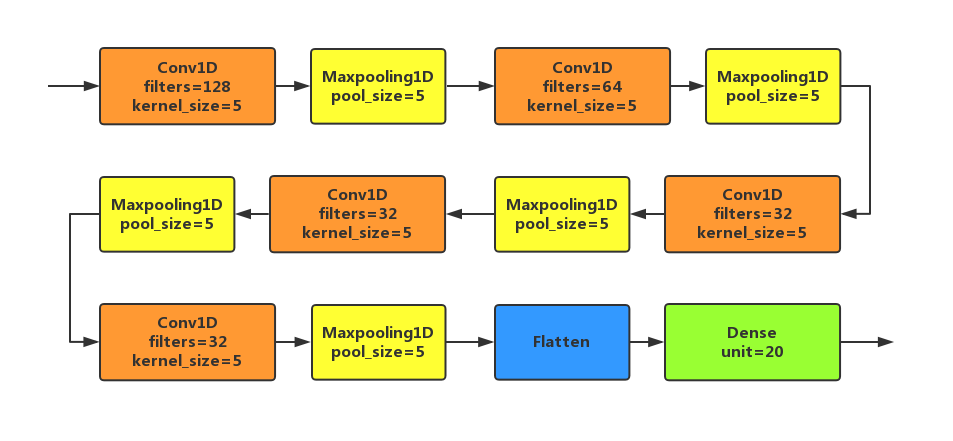 Conv1D
filters=128
kernel_size=5
Maxpooling1D
pool_size=5
Conv1D
filters=64
kernel_size=5
Maxpooling1D
pool_size=5
Conv1D
filters=32
kernel_size=5
Maxpooling1D
pool_size=5
Conv1D
filters=32
kernel_size=5
Maxpooling1D
pool_size=5
Conv1D
filters=32
kernel_size=5
Maxpooling1D
pool_size=5
Flatten
Dense
unit=20